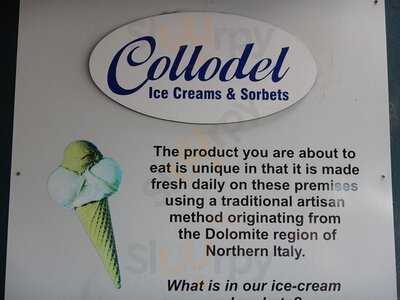 Collodel
Ice Creams & Sorbets
The product you are about to
eat is unique in that it is made
fresh daily on these premises
using a traditional artisan
method originating from
the Dolomite region of
Northern Italy.
What is in our ice-cream